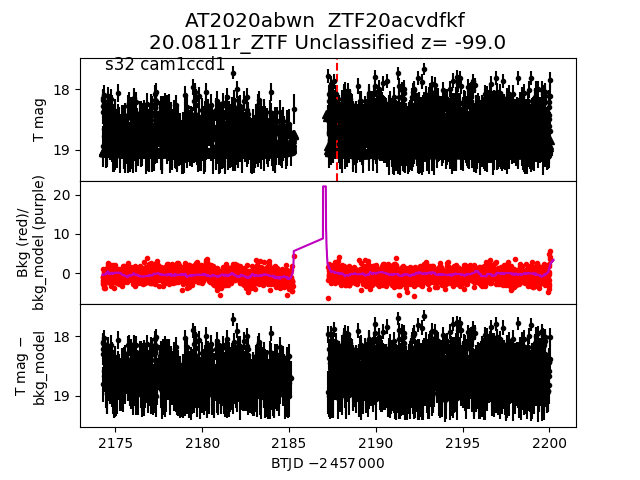 AT2020abwn ZTF20acvdfkf
20.0811r_ZTF Unclassified z= -99.0
s32 cam1ccd1
18
19
T mag
20
10
0
Bkg (red)/
bkg_model (purple)
18
19
T mag −
bkg_model
2175 2180 2185 2190 2195 2200
BTJD −2 457 000